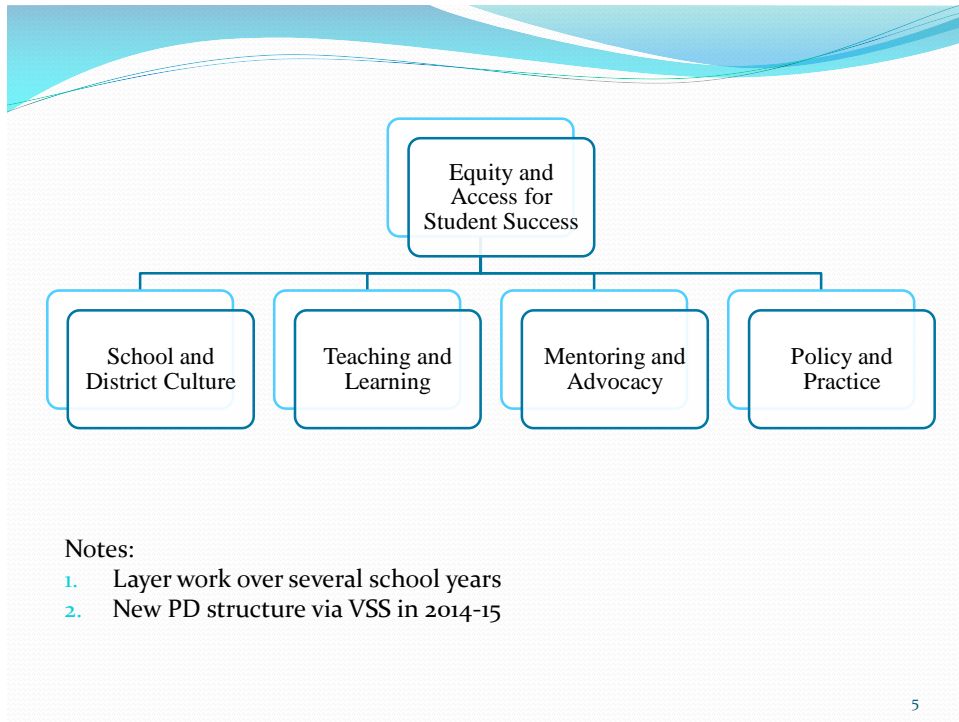 Equity and
Access for
Student Success
School and
District Culture
Teaching and
Learning
Mentoring and
Advocacy
Policy and
Practice
Notes:
1. Layer work over several school years
2. New PD structure via VSS in 2014-15
5